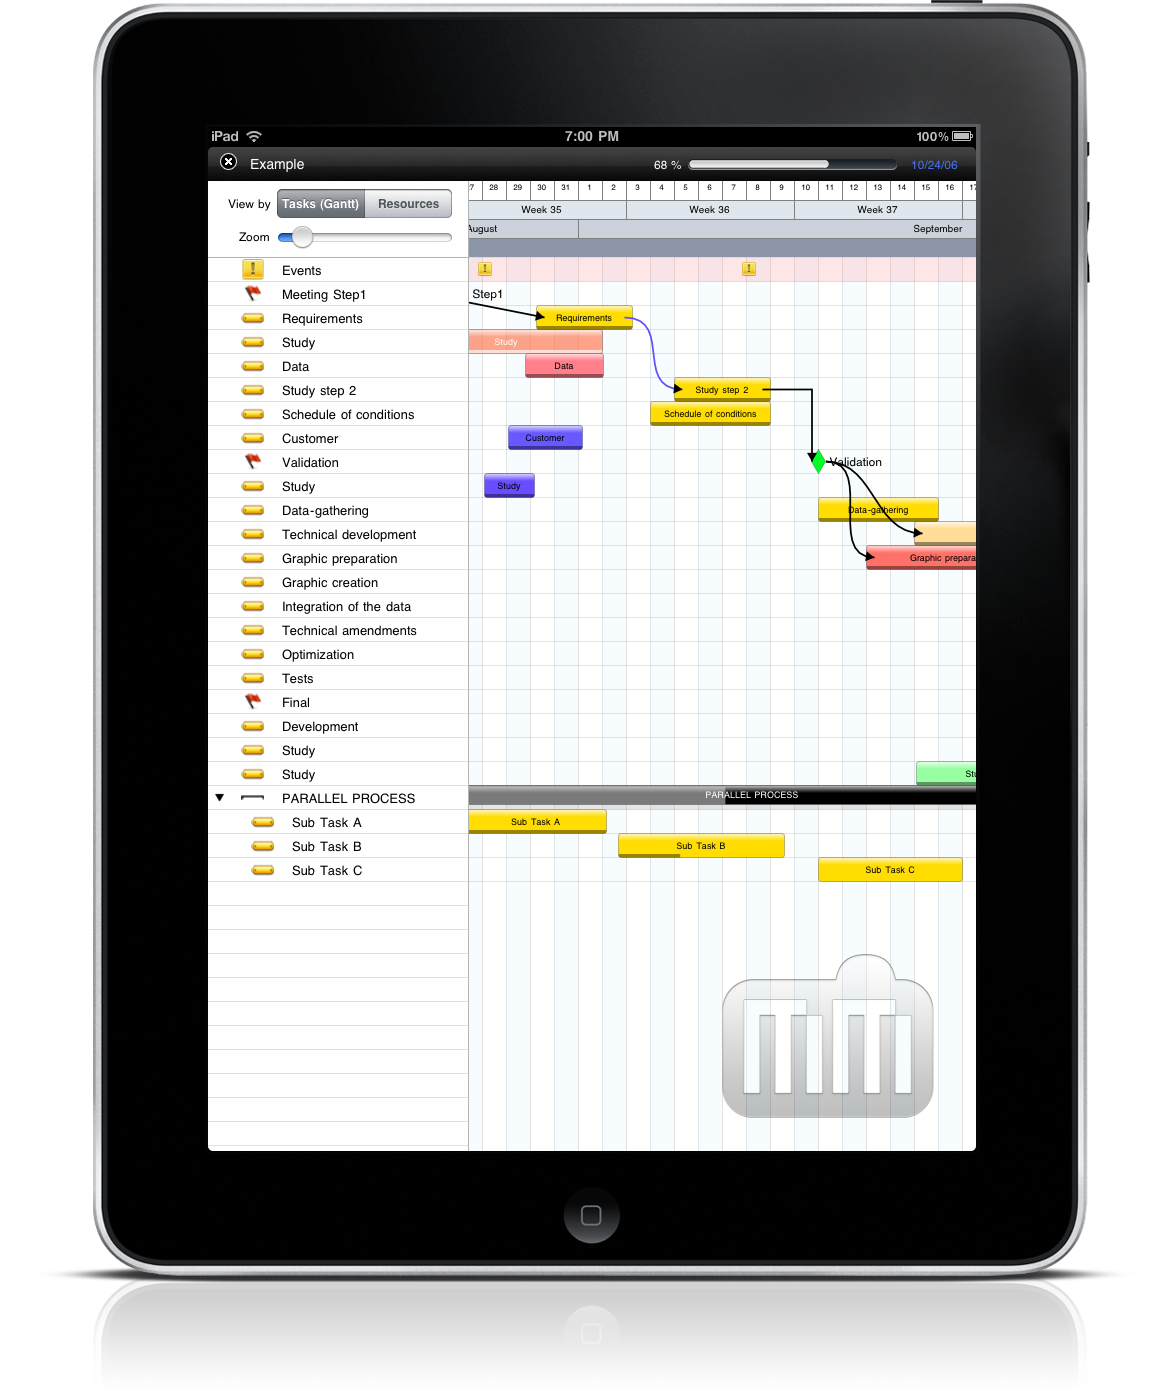 iPad 7:00 PM 100%
Example 68 % 10/24/06
View by Tasks (Gantt) Resources
Zoom
28 29 30 31 1 2 3 4 5 6 7 8 9 10 11 12 13 14 15 16
Week 35 Week 36 Week 37
August September
Events
Meeting Step1 Step1
Requirements Requirements
Study Study
Data Data
Study step 2 Study step 2
Schedule of conditions Schedule of conditions
Customer Customer
Validation Validation
Study Study
Data-gathering Data-gathering
Technical development
Graphic preparation Graphic prepara
Graphic creation
Integration of the data
Technical amendments
Optimization
Tests
Final
Development
Study
Study Stu
PARALLEL PROCESS PARALLEL PROCESS
Sub Task A Sub Task A
Sub Task B Sub Task B
Sub Task C Sub Task C